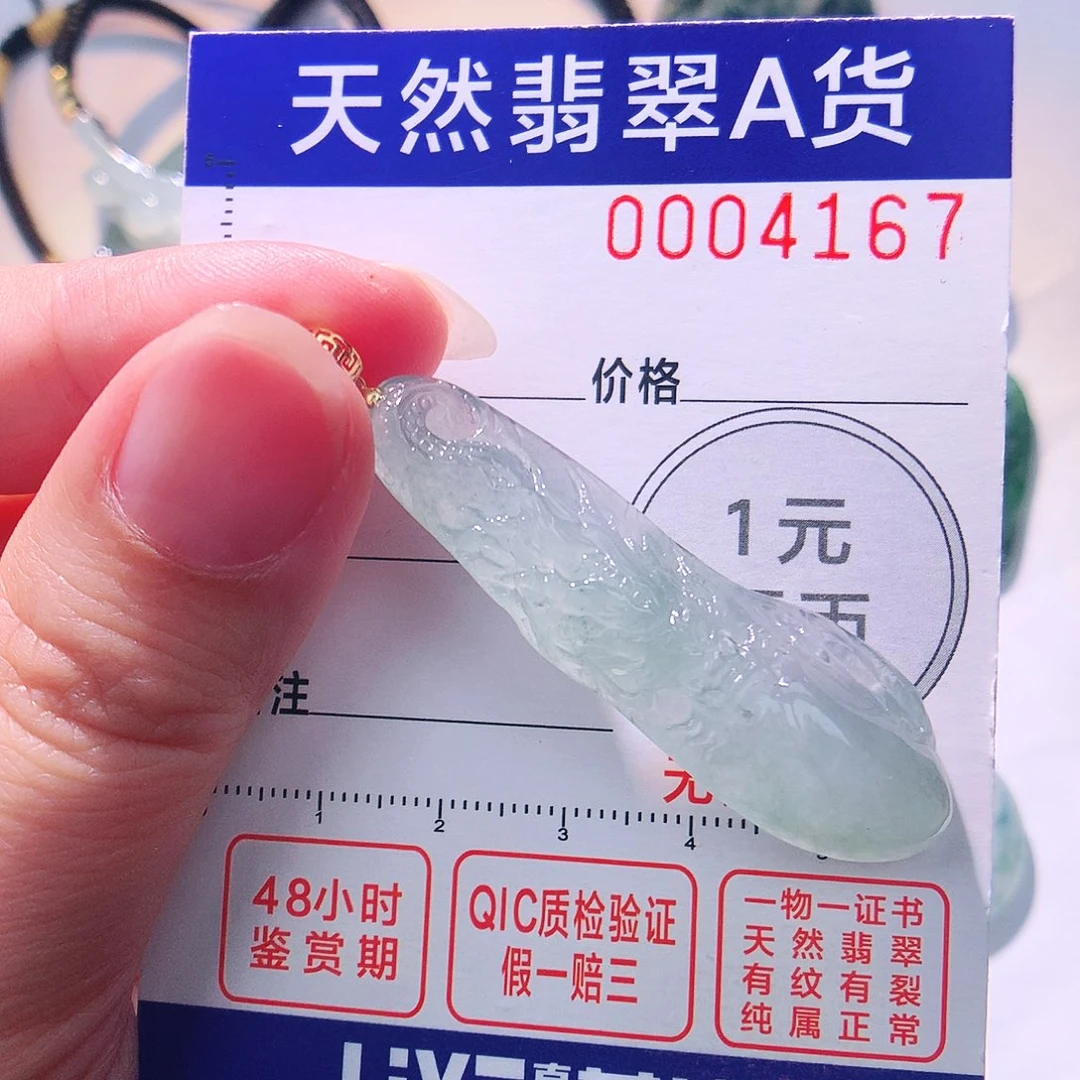 天然翡翠A货
5
0004167
价格
1元
注
元
1 2 3 4
48小时
鉴赏期
QIC质检验证
假一赔三
一物一证书
天然翡翠
有纹有裂
纯属正常